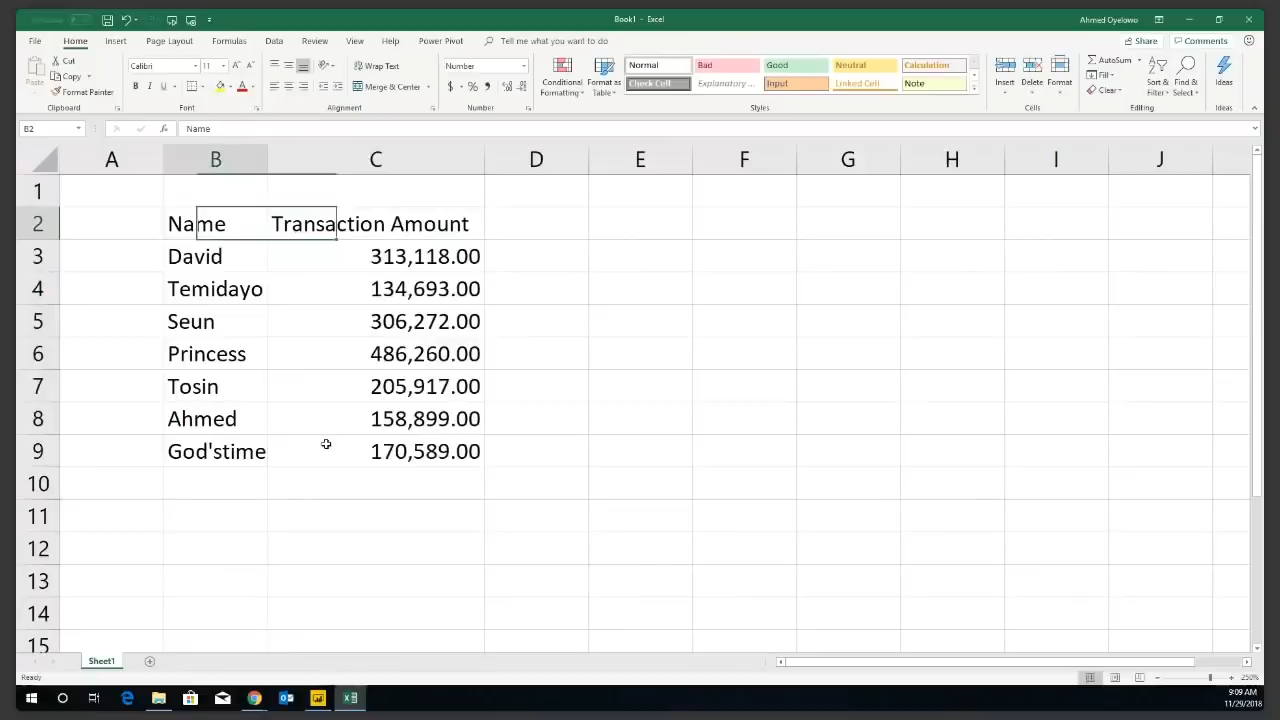 Book1 - Excel
Ahmed Oyelowo
File Home Insert Page Layout Formulas Data Review View Help Power Pivot Tell me what you want to do
Share Comments
Cut
Copy
Format Painter
Paste
Clipboard
Calibri 11
B I U
Font
Wrap Text
Merge & Center
Alignment
Number
$ % ,
Number
Conditional Formatting
Format as Table
Normal Bad Good Neutral Calculation
Check Cell Explanatory ... Input Linked Cell Note
Styles
Insert Delete Format
Cells
AutoSum
Fill
Clear
Sort & Filter
Find & Select
Editing
Ideas
Ideas
B2 fx Name
A B C D E F G H I J
1
2 Name Transaction Amount
3 David 313,118.00
4 Temidayo 134,693.00
5 Seun 306,272.00
6 Princess 486,260.00
7 Tosin 205,917.00
8 Ahmed 158,899.00
9 God'stime 170,589.00
10
11
12
13
14
15
Sheet1
Ready
250%
9:09 AM
11/29/2018